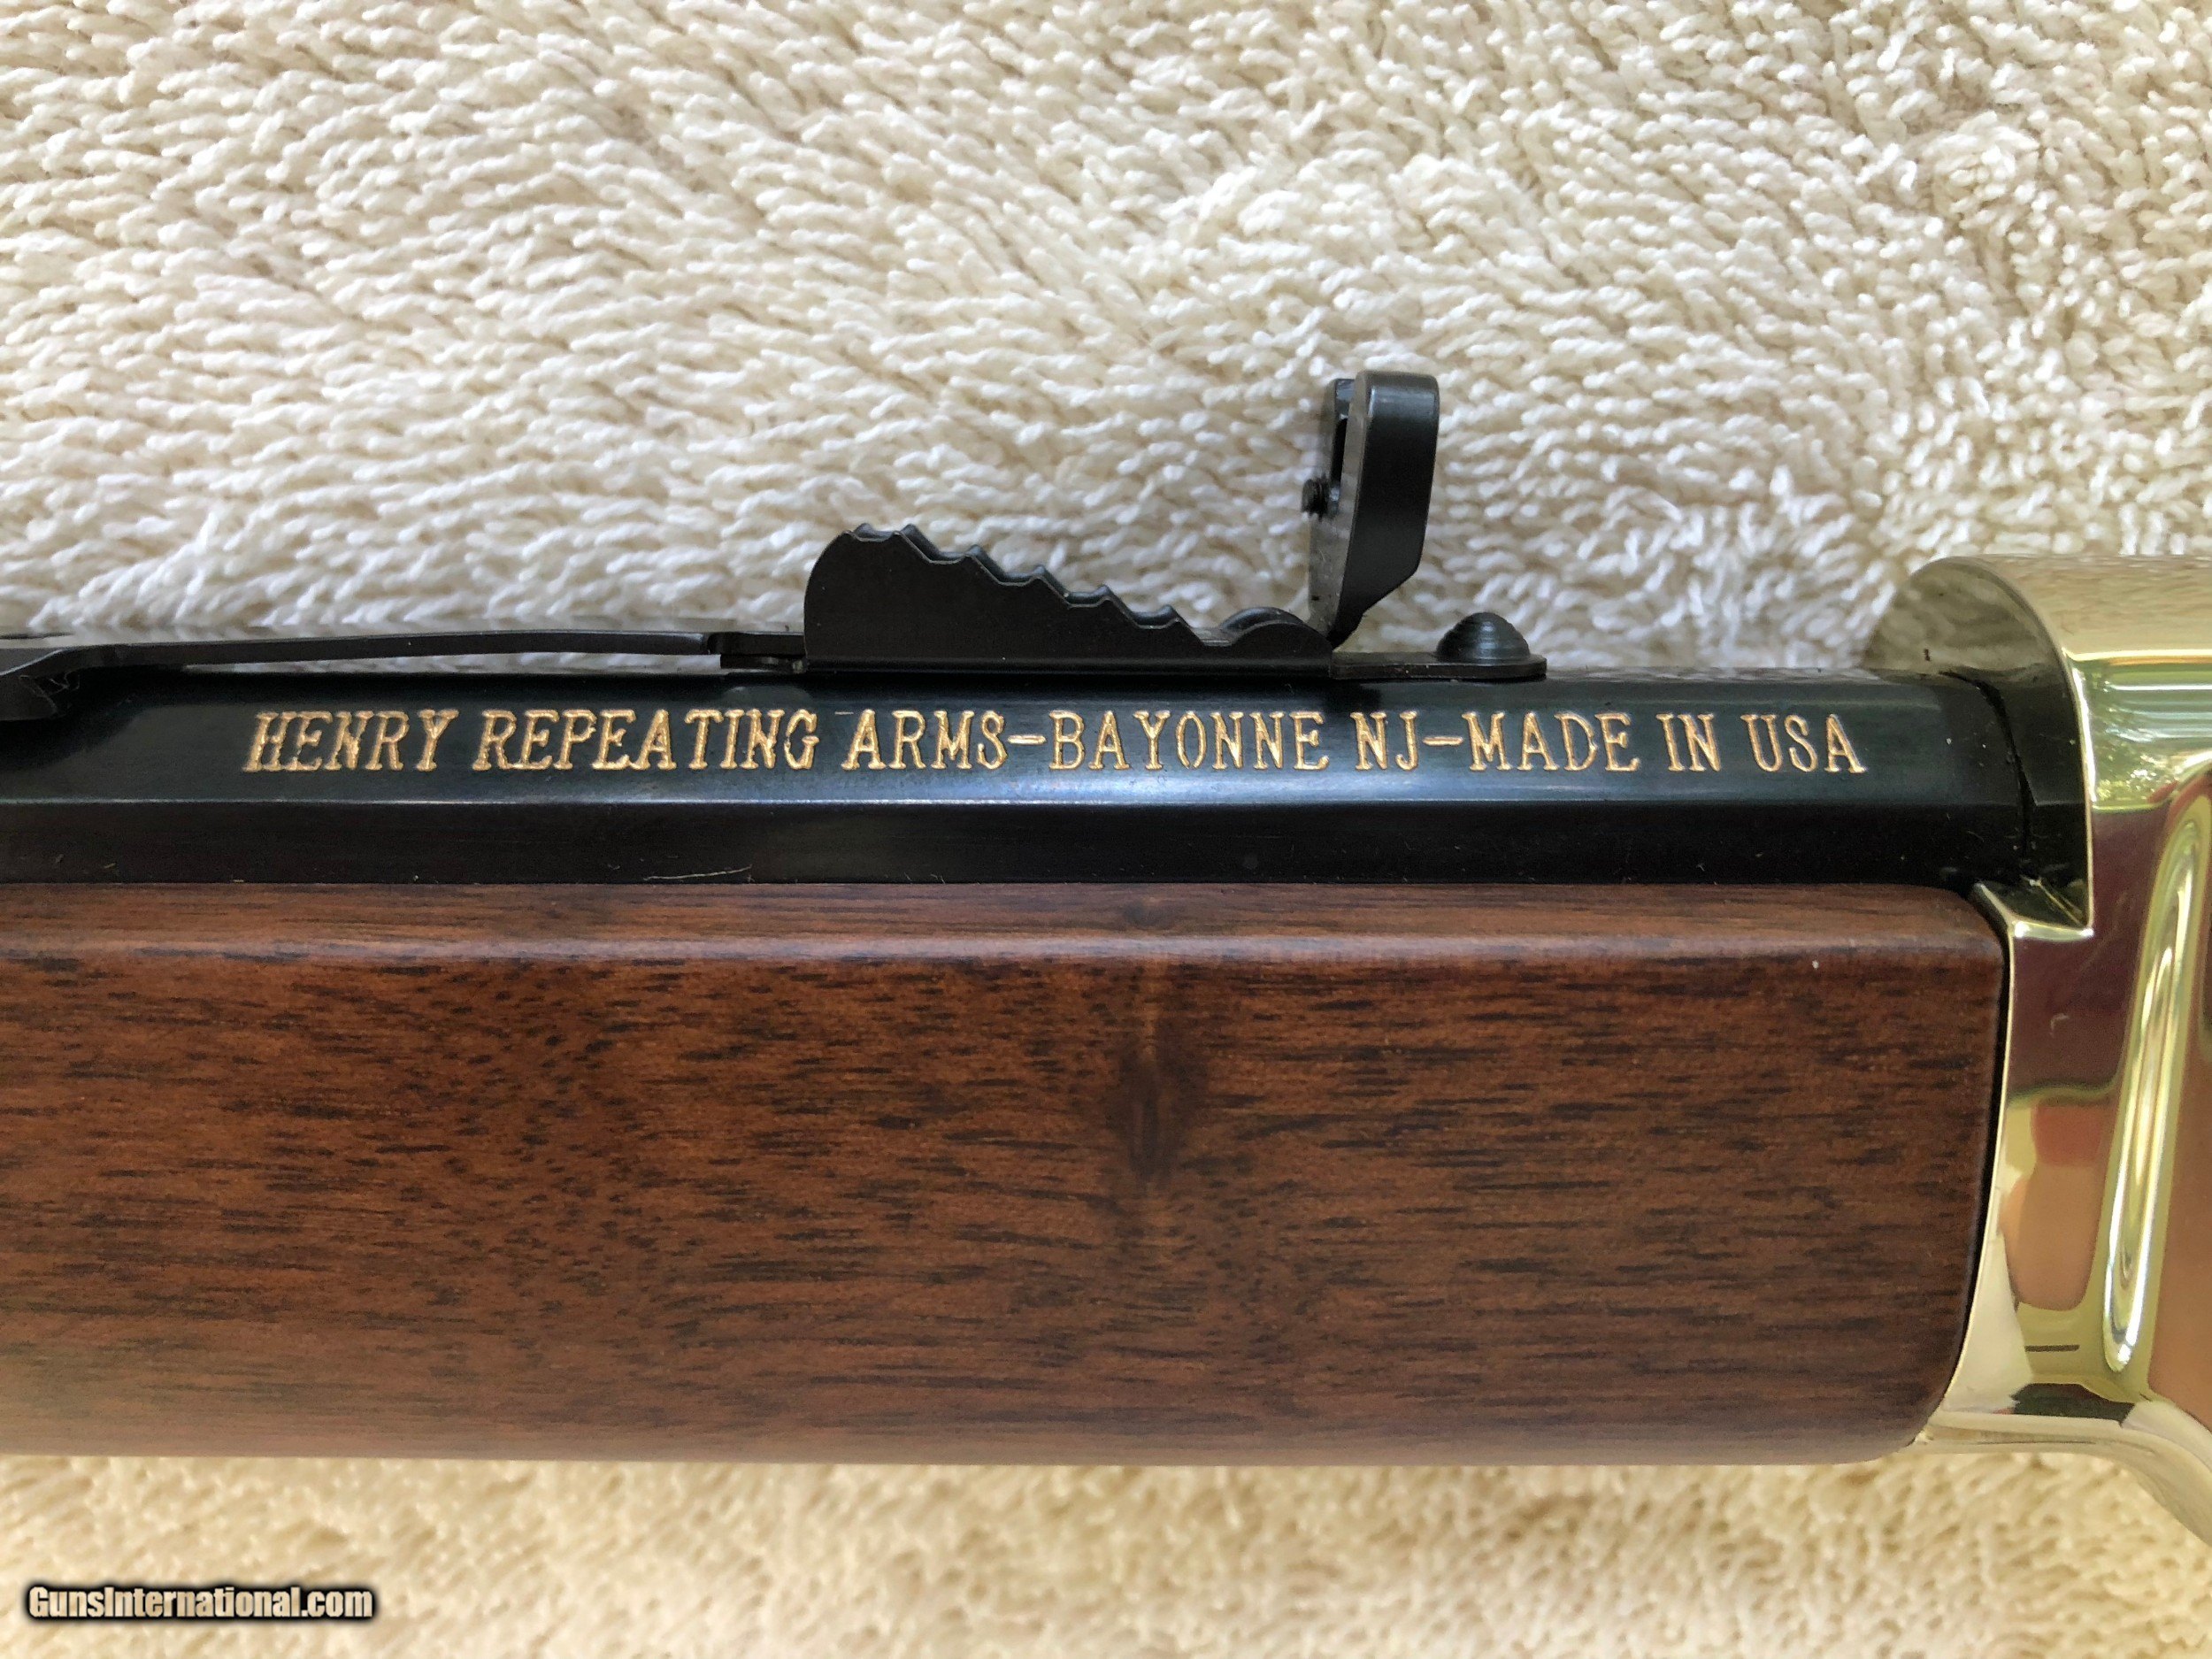 HENRY REPEATING ARMS-BAYONNE NJ-MADE IN USA
GunsInternational.com